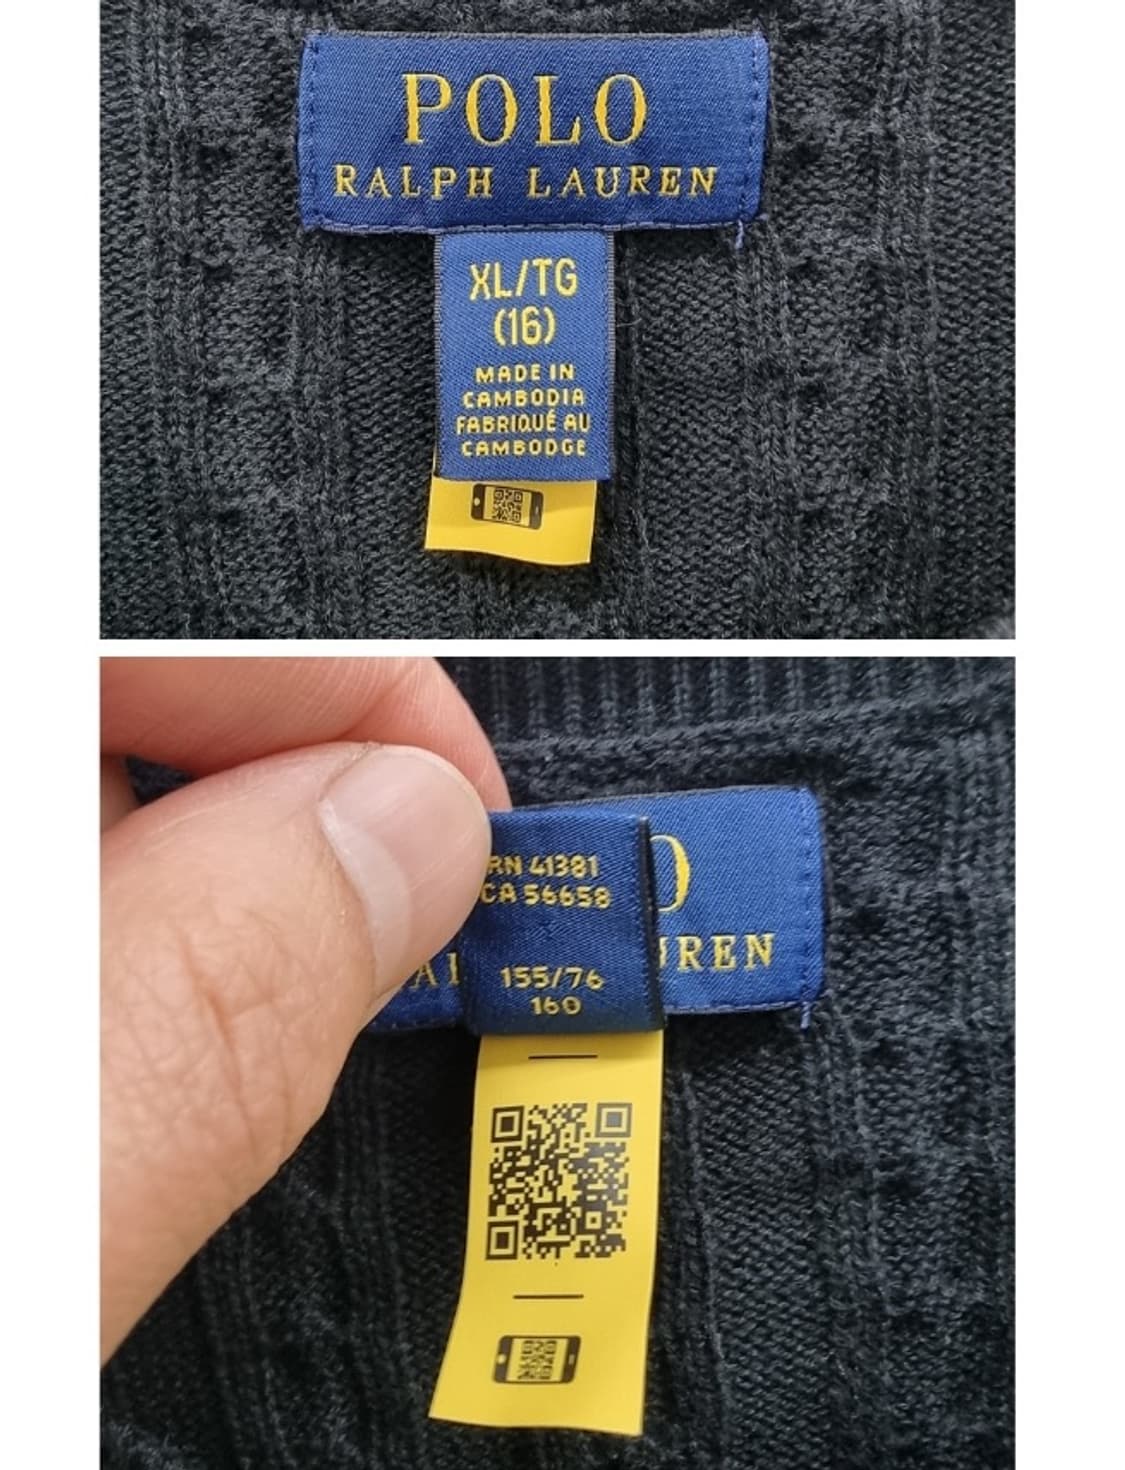 POLO
RALPH LAUREN
XL/TG
(16)
MADE IN
CAMBODIA
FABRIQUÉ AU
CAMBODGE
RN 41381
CA 56658
155/76
160
O
UREN